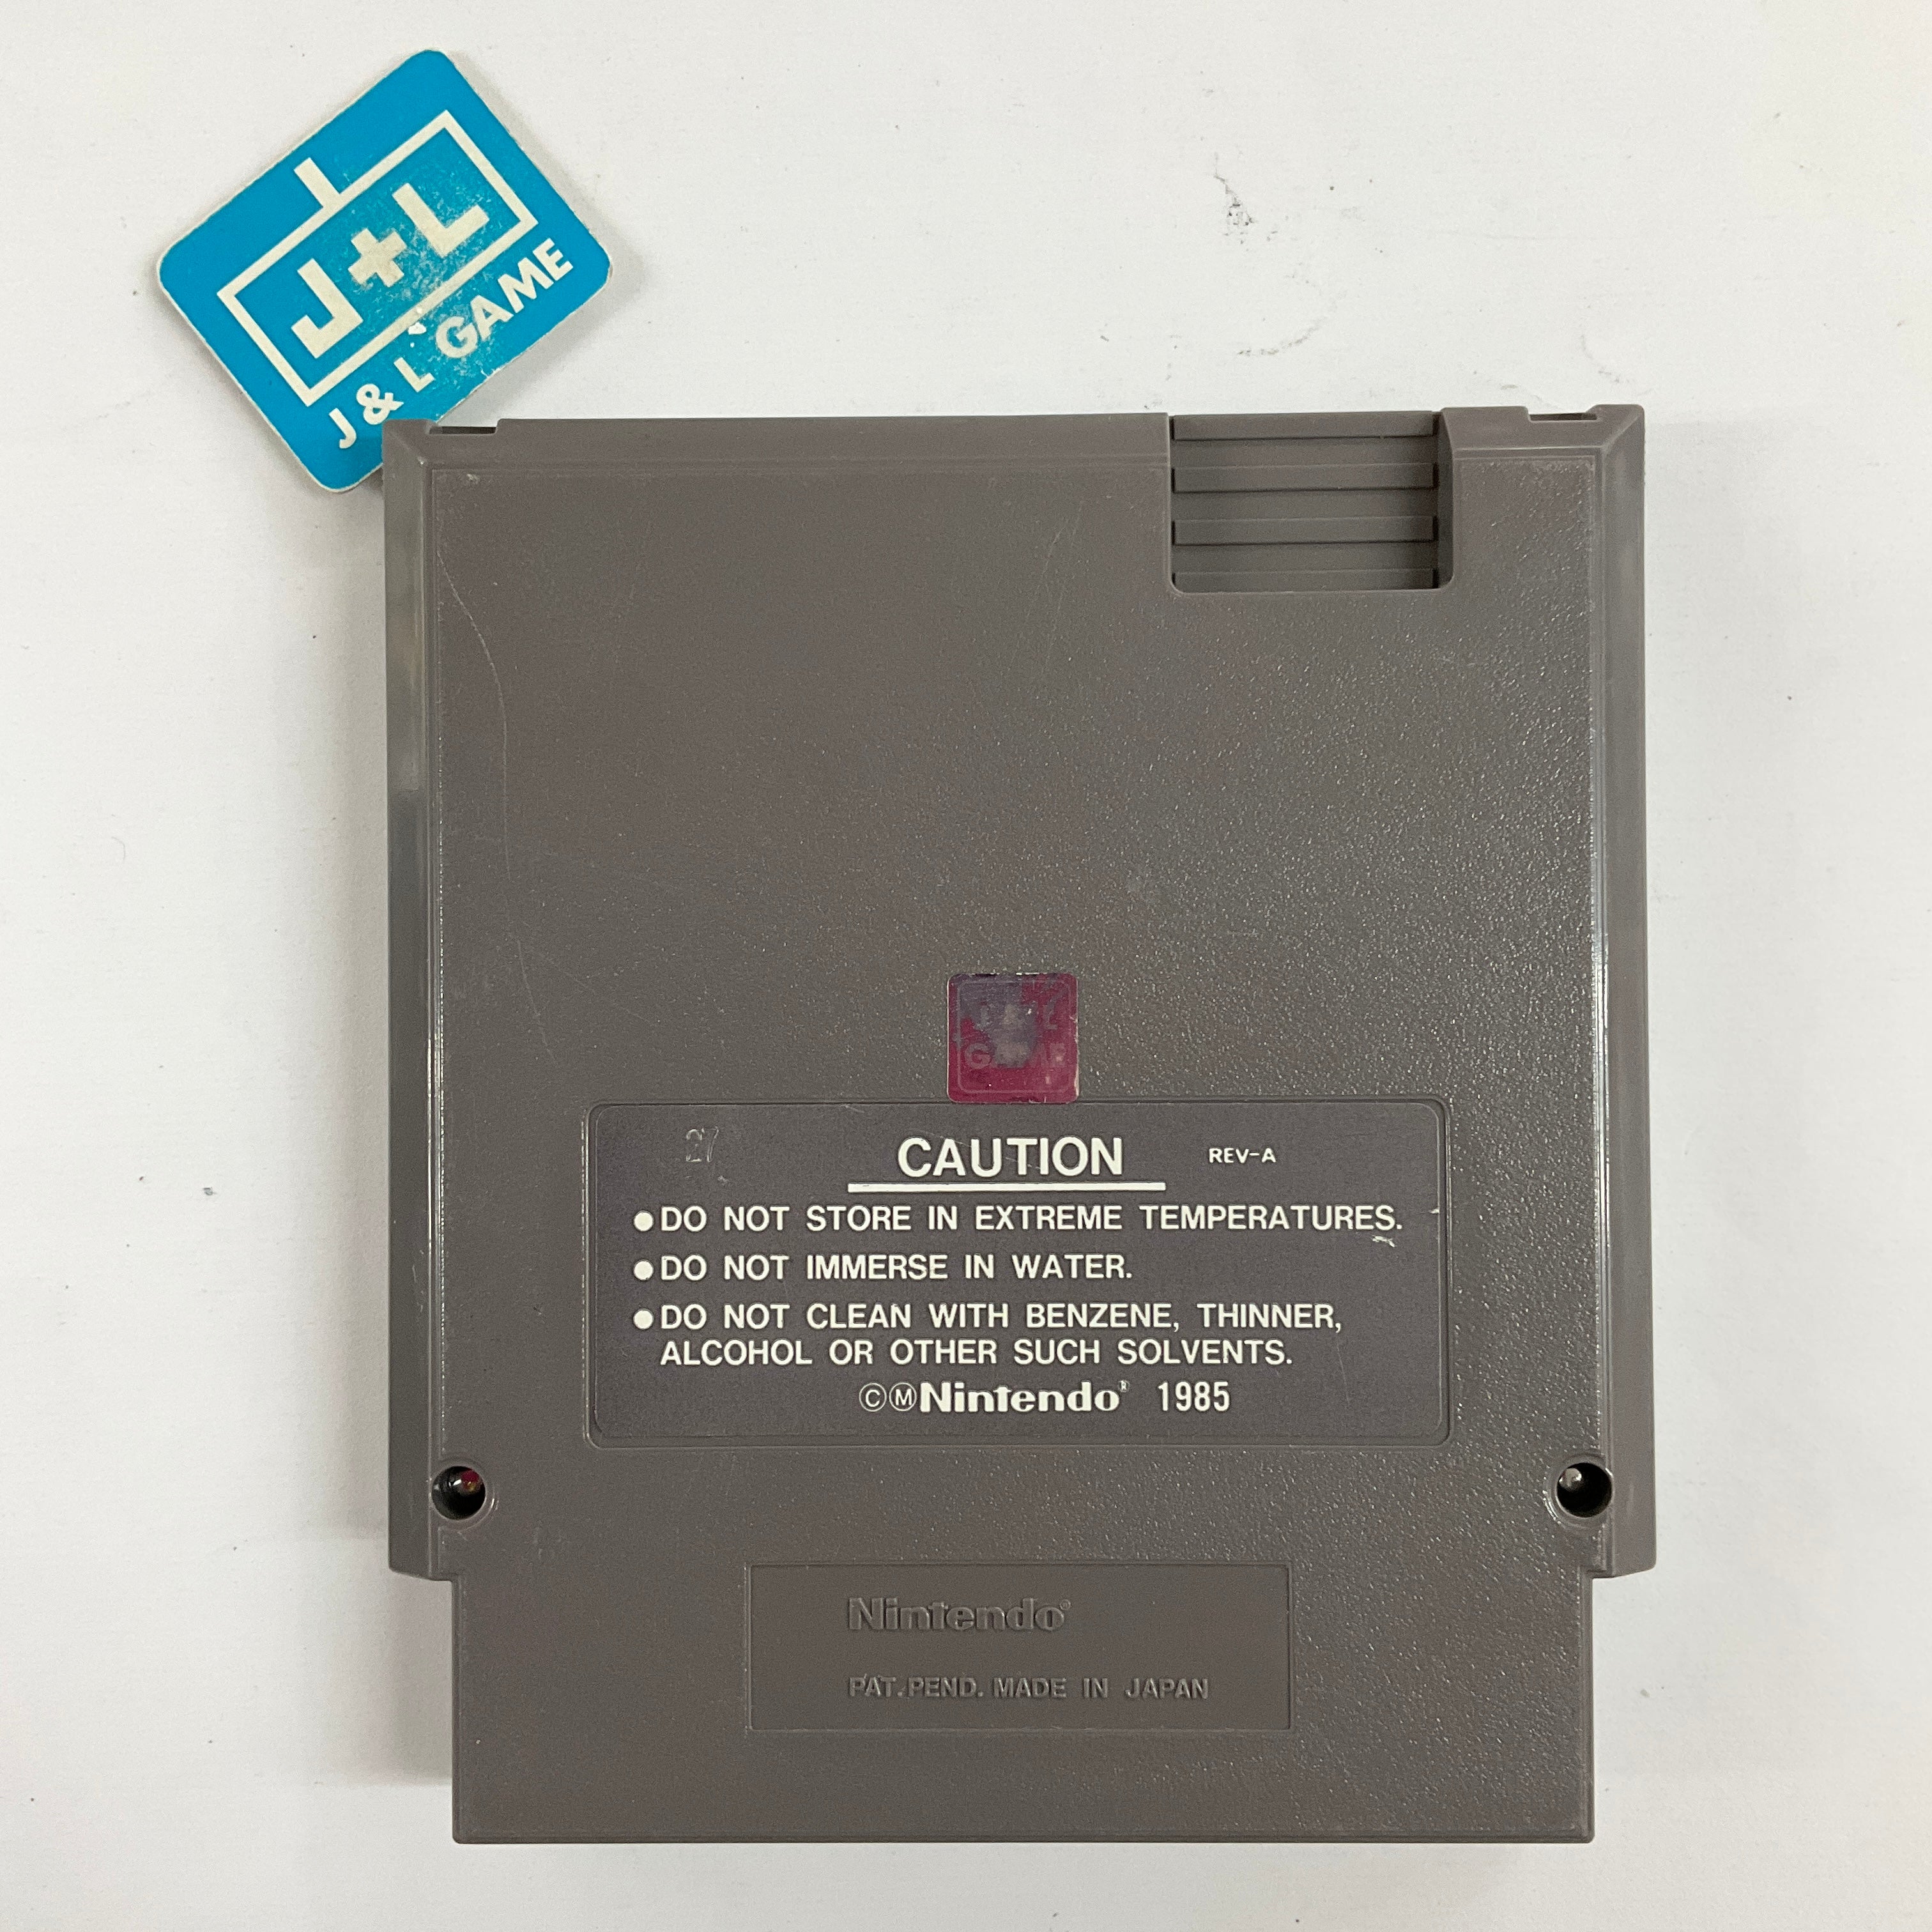 J+L
J & L GAME
J&L
GAME
27
CAUTION REV-A
●DO NOT STORE IN EXTREME TEMPERATURES.
●DO NOT IMMERSE IN WATER.
●DO NOT CLEAN WITH BENZENE, THINNER,
ALCOHOL OR OTHER SUCH SOLVENTS.
©ⓂNintendo® 1985
Nintendo®
PAT.PEND. MADE IN JAPAN